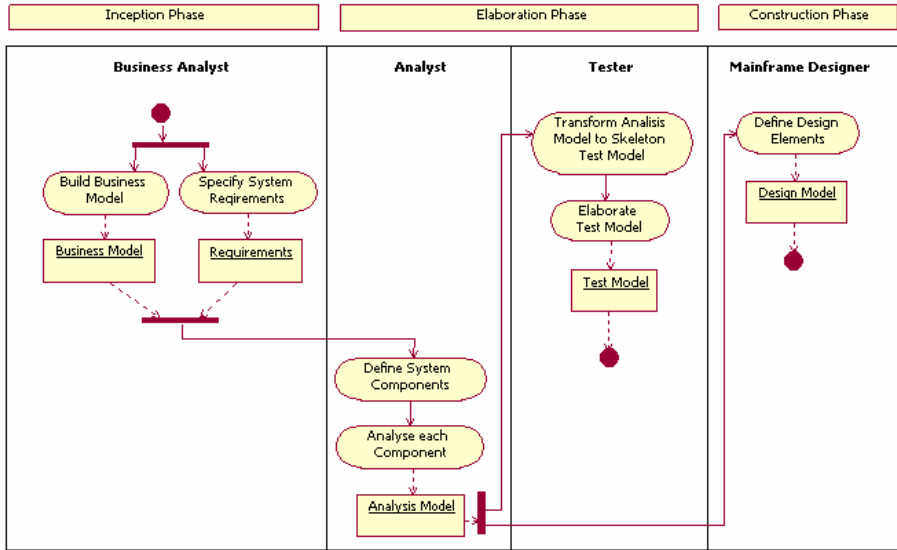 Inception Phase
Elaboration Phase
Construction Phase
Business Analyst
Analyst
Tester
Mainframe Designer
Build Business
Model
Specify System
Reqirements
Business Model
Requirements
Define System
Components
Analyse each
Component
Analysis Model
Transform Analisis
Model to Skeleton
Test Model
Elaborate
Test Model
Test Model
Define Design
Elements
Design Model